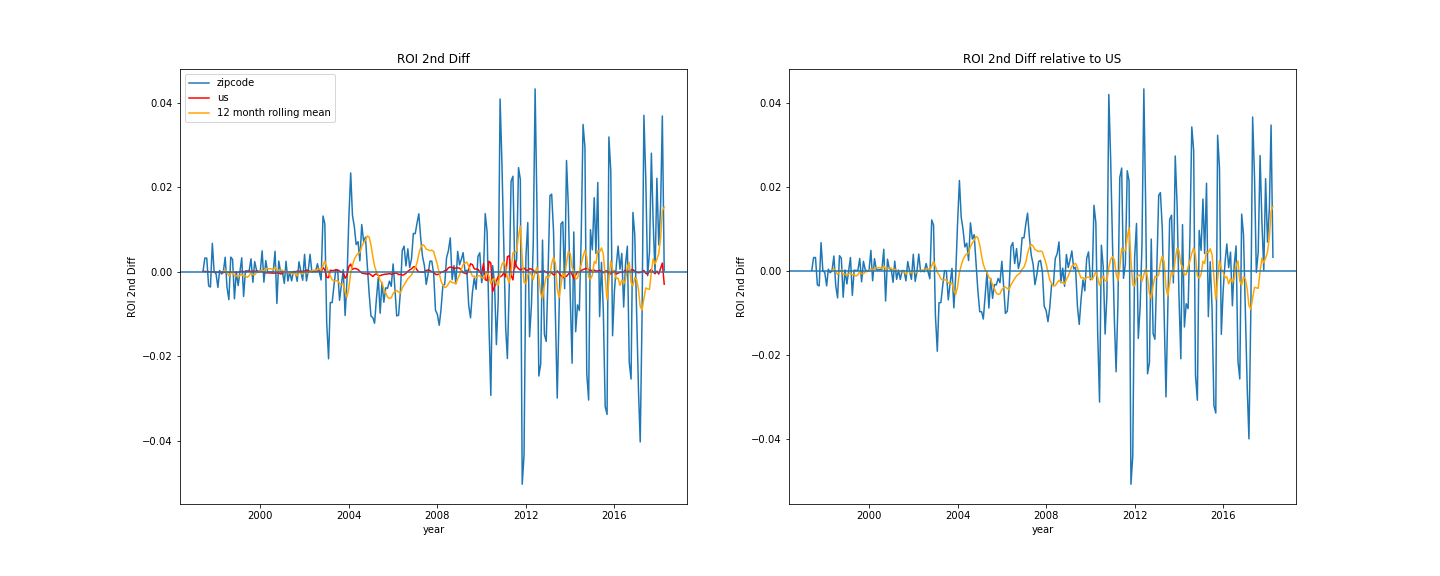 ROI 2nd Diff
zipcode
us
12 month rolling mean
0.04
0.02
0.00
−0.02
−0.04
ROI 2nd Diff
2000
2004
2008
2012
2016
year
ROI 2nd Diff relative to US
0.04
0.02
0.00
−0.02
−0.04
ROI 2nd Diff
2000
2004
2008
2012
2016
year